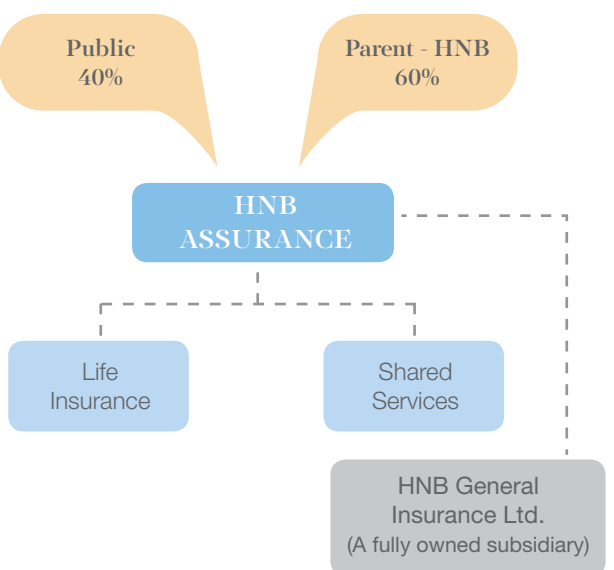 Public
40%
Parent - HNB
60%
HNB
ASSURANCE
Life
Insurance
Shared
Services
HNB General
Insurance Ltd.
(A fully owned subsidiary)